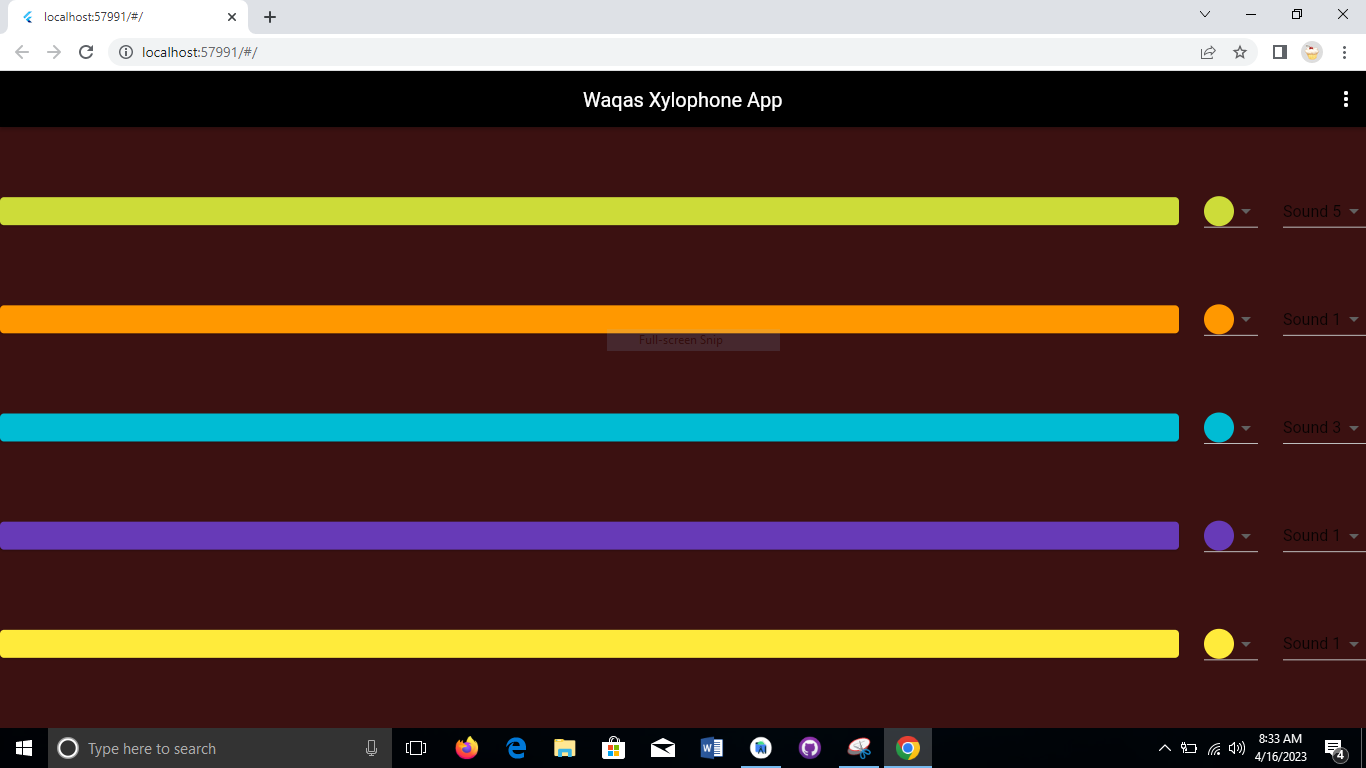 localhost:57991/#/
localhost:57991/#/
Waqas Xylophone App
Sound 5
Sound 1
Full-screen Snip
Sound 3
Sound 1
Sound 1
Type here to search
8:33 AM
4/16/2023
4